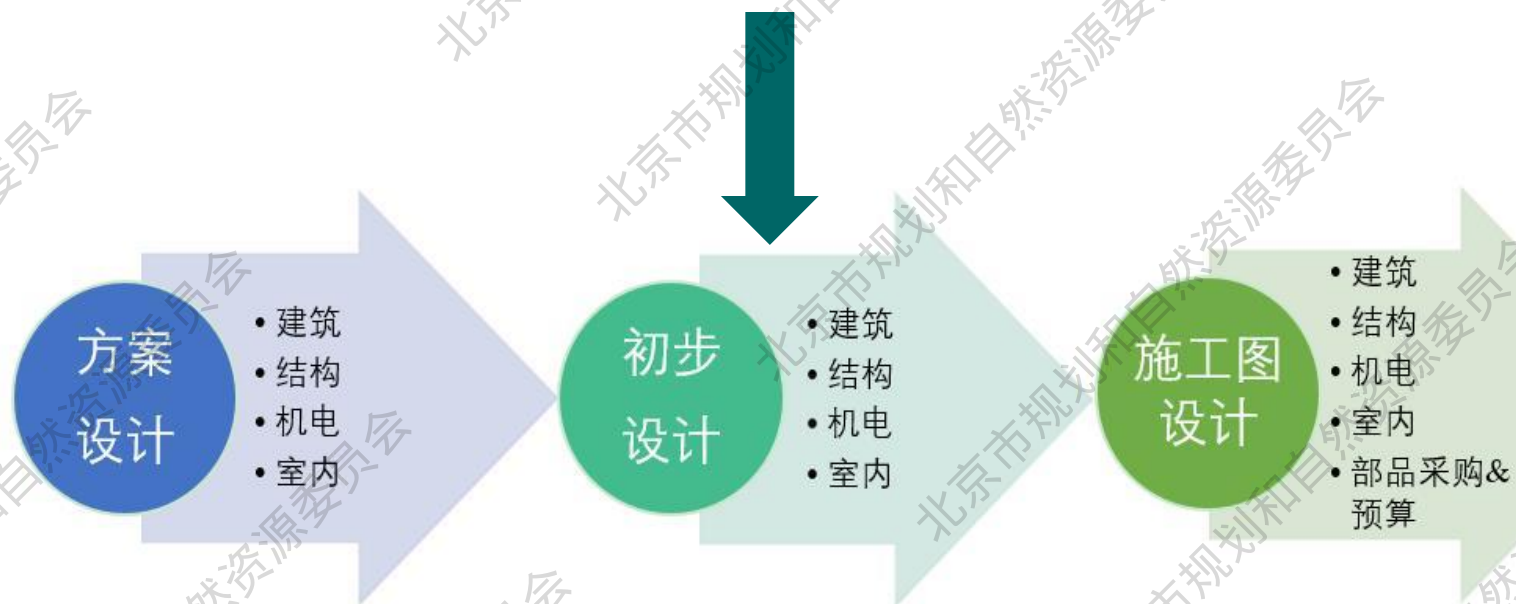 方案
设计
• 建筑
• 结构
• 机电
• 室内
初步
设计
• 建筑
• 结构
• 机电
• 室内
施工图
设计
• 建筑
• 结构
• 机电
• 室内
• 部品采购&
预算
北京市规划和自然资源委员会